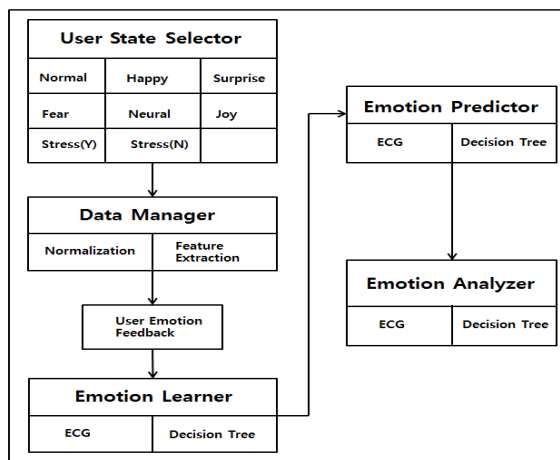 User State Selector
Normal Happy Surprise
Fear Neural Joy
Stress(Y) Stress(N)
Data Manager
Normalization Feature
Extraction
User Emotion
Feedback
Emotion Learner
ECG Decision Tree
Emotion Predictor
ECG Decision Tree
Emotion Analyzer
ECG Decision Tree